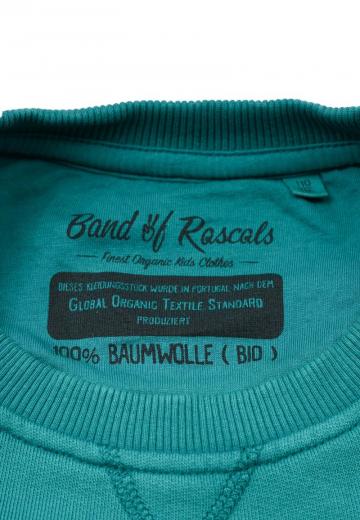 110
Band of Rascals
Finest Organic Kids Clothes
DIESES KLEIDUNGSSTÜCK WURDE IN PORTUGAL NACH DEM
GLOBAL ORGANIC TEXTILE STANDARD
PRODUZIERT
100% BAUMWOLLE ( BIO )